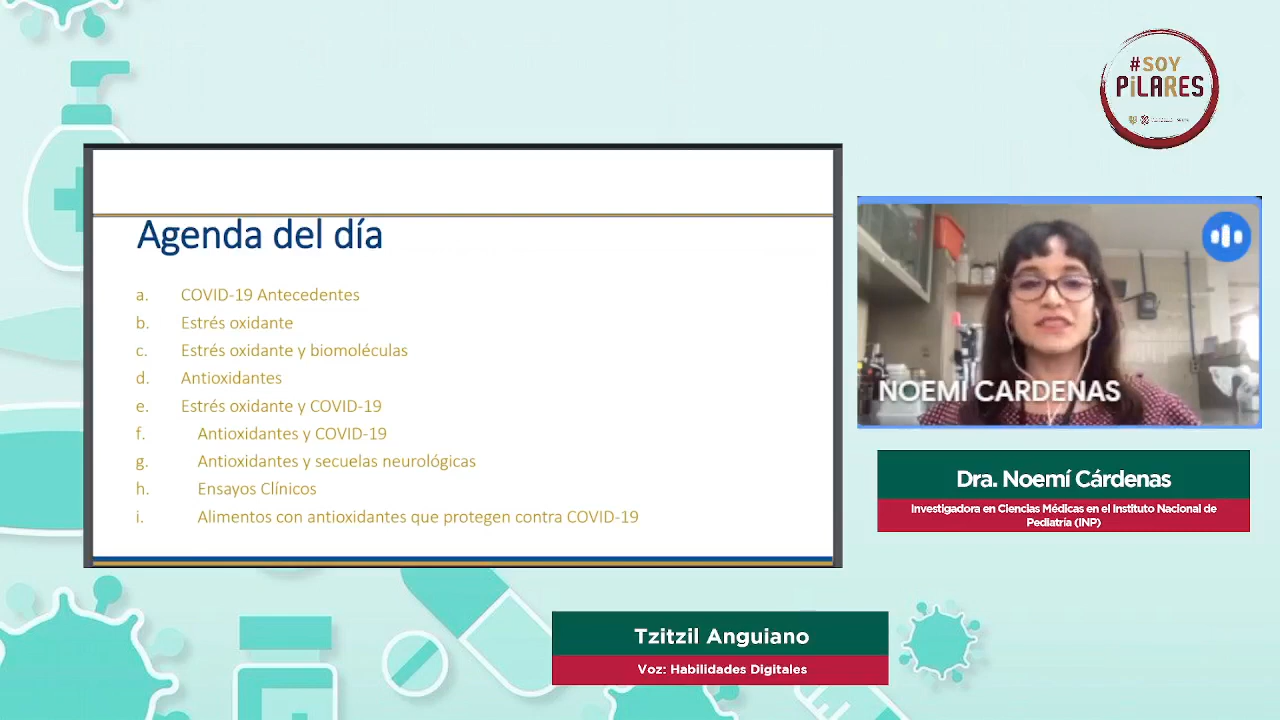 #SOY
PiLARES
Agenda del día
a. COVID-19 Antecedentes
b. Estrés oxidante
c. Estrés oxidante y biomoléculas
d. Antioxidantes
e. Estrés oxidante y COVID-19
f. Antioxidantes y COVID-19
g. Antioxidantes y secuelas neurológicas
h. Ensayos Clínicos
i. Alimentos con antioxidantes que protegen contra COVID-19
NOEMI CARDENAS
Dra. Noemí Cárdenas
Investigadora en Ciencias Médicas en el Instituto Nacional de
Pediatría (INP)
Tzitzil Anguiano
Voz: Habilidades Digitales